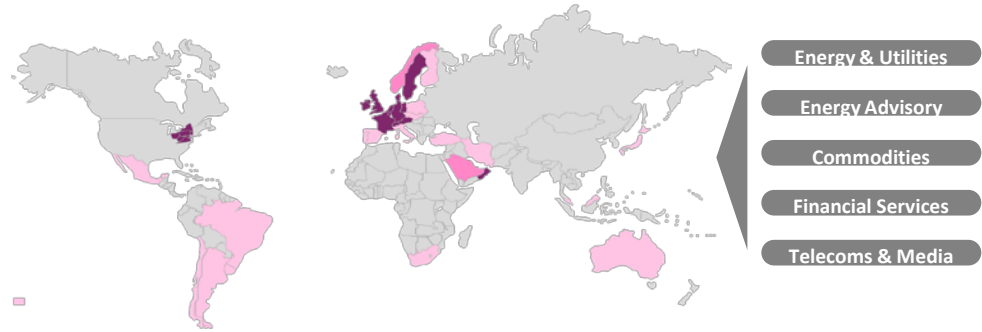 Energy & Utilities
Energy Advisory
Commodities
Financial Services
Telecoms & Media